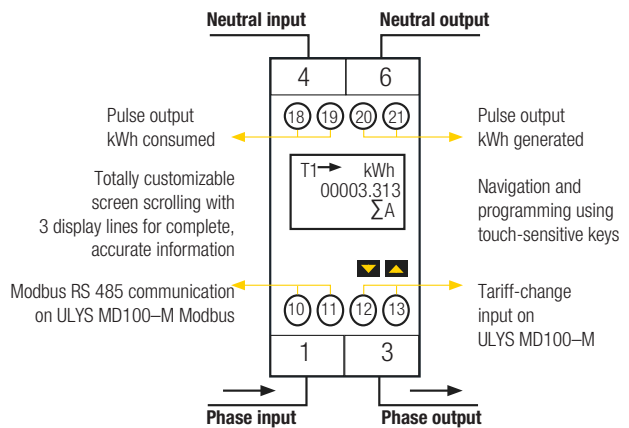 Neutral input
Neutral output
4
6
18 19 20 21
Pulse output
kWh consumed
Pulse output
kWh generated
T1 kWh
00003.313
∑A
Totally customizable
screen scrolling with
3 display lines for complete,
accurate information
Navigation and
programming using
touch-sensitive keys
Modbus RS 485 communication
on ULYS MD100–M Modbus
10 11 12 13
Tariff-change
input on
ULYS MD100–M
1
3
Phase input
Phase output